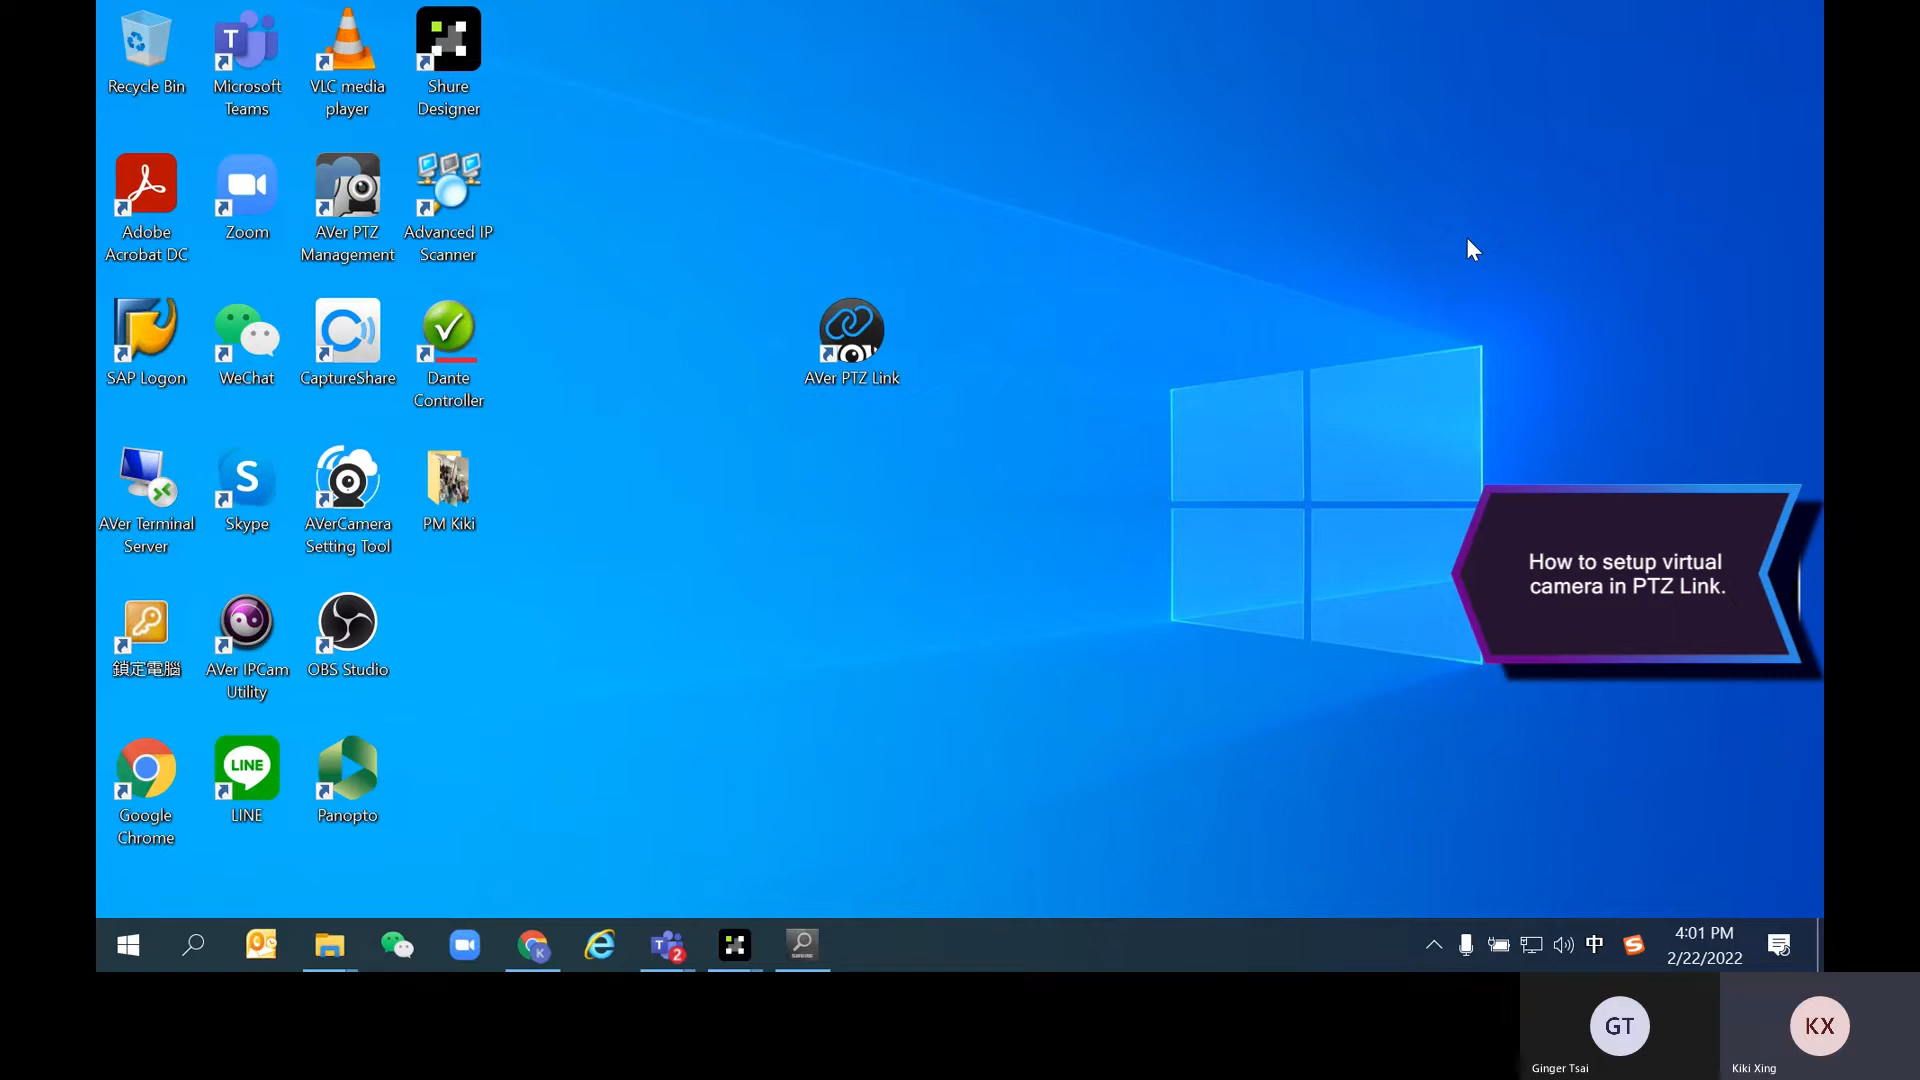 Recycle Bin
Microsoft
Teams
VLC media
player
Shure
Designer
Adobe
Acrobat DC
Zoom
AVer PTZ
Management
Advanced IP
Scanner
SAP Logon
WeChat
CaptureShare
Dante
Controller
AVer PTZ Link
AVer Terminal
Server
Skype
AVerCamera
Setting Tool
PM Kiki
How to setup virtual
camera in PTZ Link.
鎖定電腦
AVer IPCam
Utility
OBS Studio
Google
Chrome
LINE
LINE
Panopto
K
2
中
4:01 PM
2/22/2022
GT
Ginger Tsai
KX
Kiki Xing